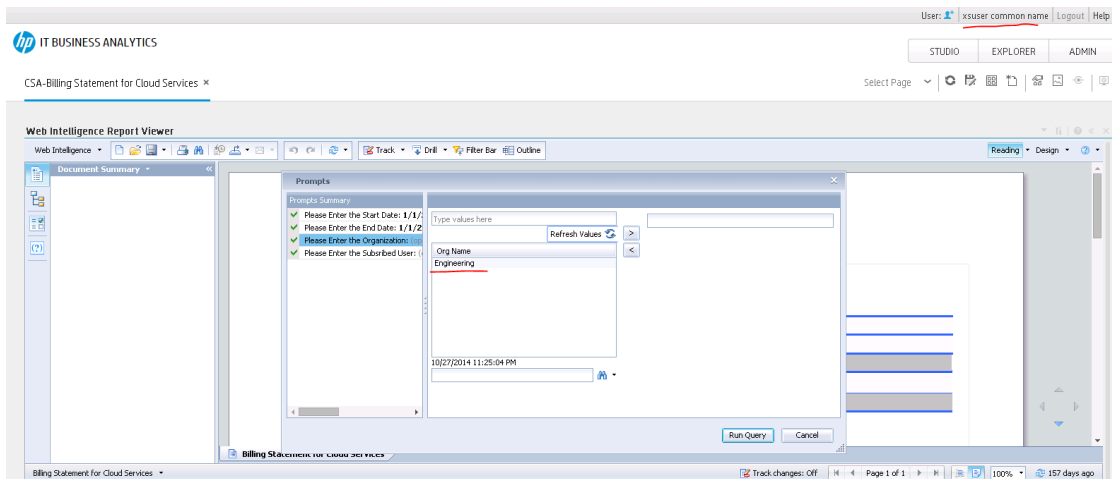 User: xsuser common name Logout Help
hp IT BUSINESS ANALYTICS
STUDIO EXPLORER ADMIN
CSA-Billing Statement for Cloud Services × Select Page
Web Intelligence Report Viewer
Web Intelligence Track Drill Filter Bar Outline Reading Design
Document Summary
Prompts
Prompts Summary
Please Enter the Start Date: 1/1/
Please Enter the End Date: 1/1/2
Please Enter the Organization: (op
Please Enter the Subsribed User: (
Type values here
Refresh Values
>
<
Org Name
Engineering
10/27/2014 11:25:04 PM
Run Query Cancel
Billing Statement for Cloud Services
Billing Statement for Cloud Services Track changes: Off Page 1 of 1 100% 157 days ago